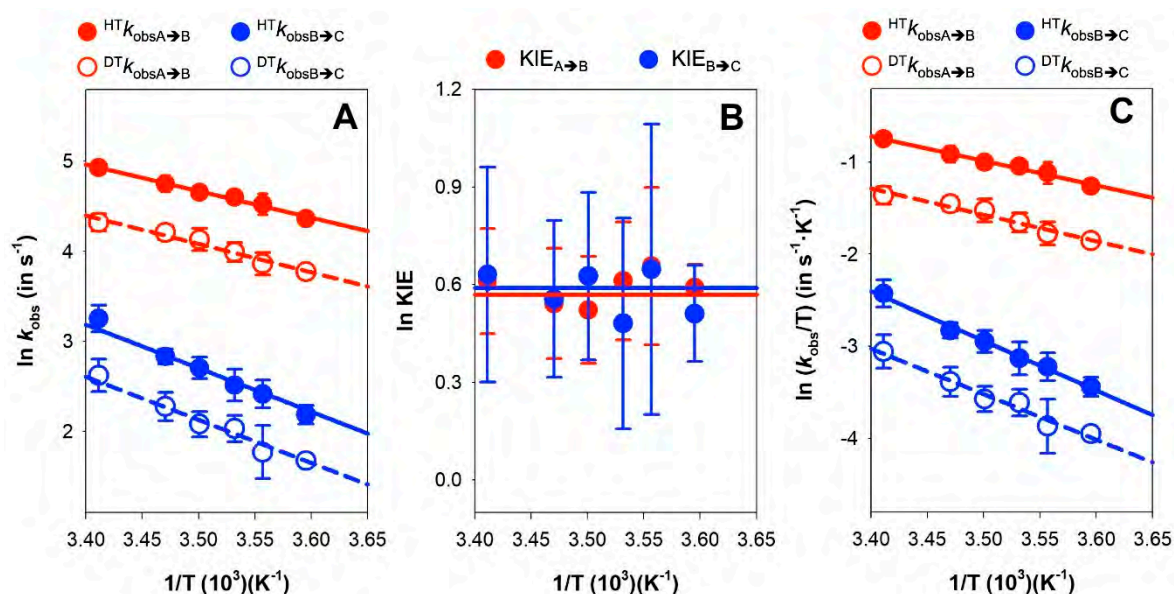 HTkobsA→B HTkobsB→C
DTkobsA→B DTkobsB→C
A
5
4
3
2
ln kobs (in s-1)
3.40 3.45 3.50 3.55 3.60 3.65
1/T (10³)(K-1)
KIEA→B KIEB→C
B
1.2
0.9
0.6
0.3
0.0
ln KIE
3.40 3.45 3.50 3.55 3.60 3.65
1/T (10³)(K-1)
HTkobsA→B HTkobsB→C
DTkobsA→B DTkobsB→C
C
-1
-2
-3
-4
ln (kobs/T) (in s-1·K-1)
3.40 3.45 3.50 3.55 3.60 3.65
1/T (10³)(K-1)